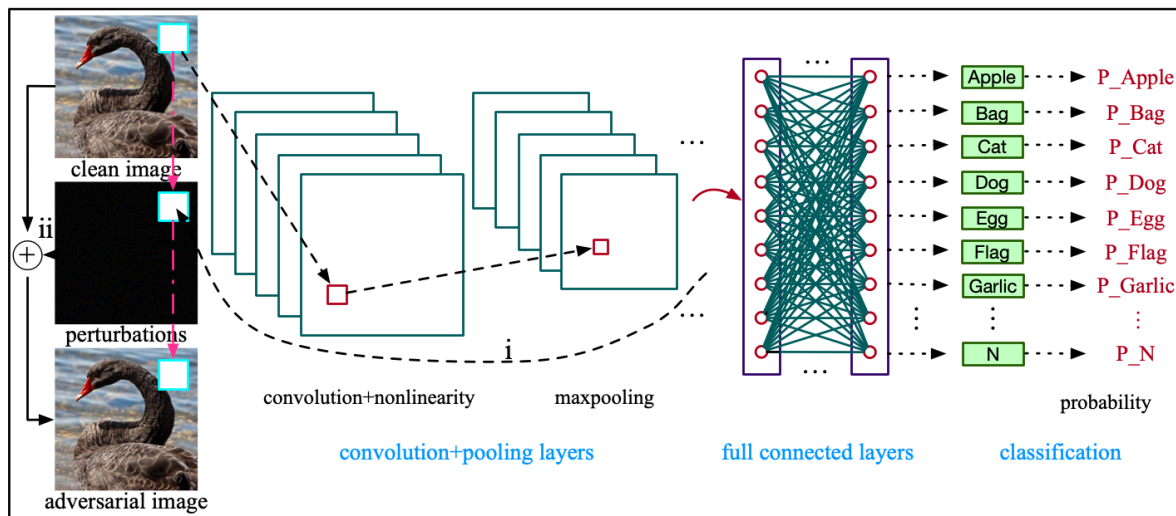 clean image
ii
+
perturbations
adversarial image
i
convolution+nonlinearity
maxpooling
convolution+pooling layers
...
...
...
...
full connected layers
Apple P_Apple
Bag P_Bag
Cat P_Cat
Dog P_Dog
Egg P_Egg
Flag P_Flag
Garlic P_Garlic
N P_N
probability
classification